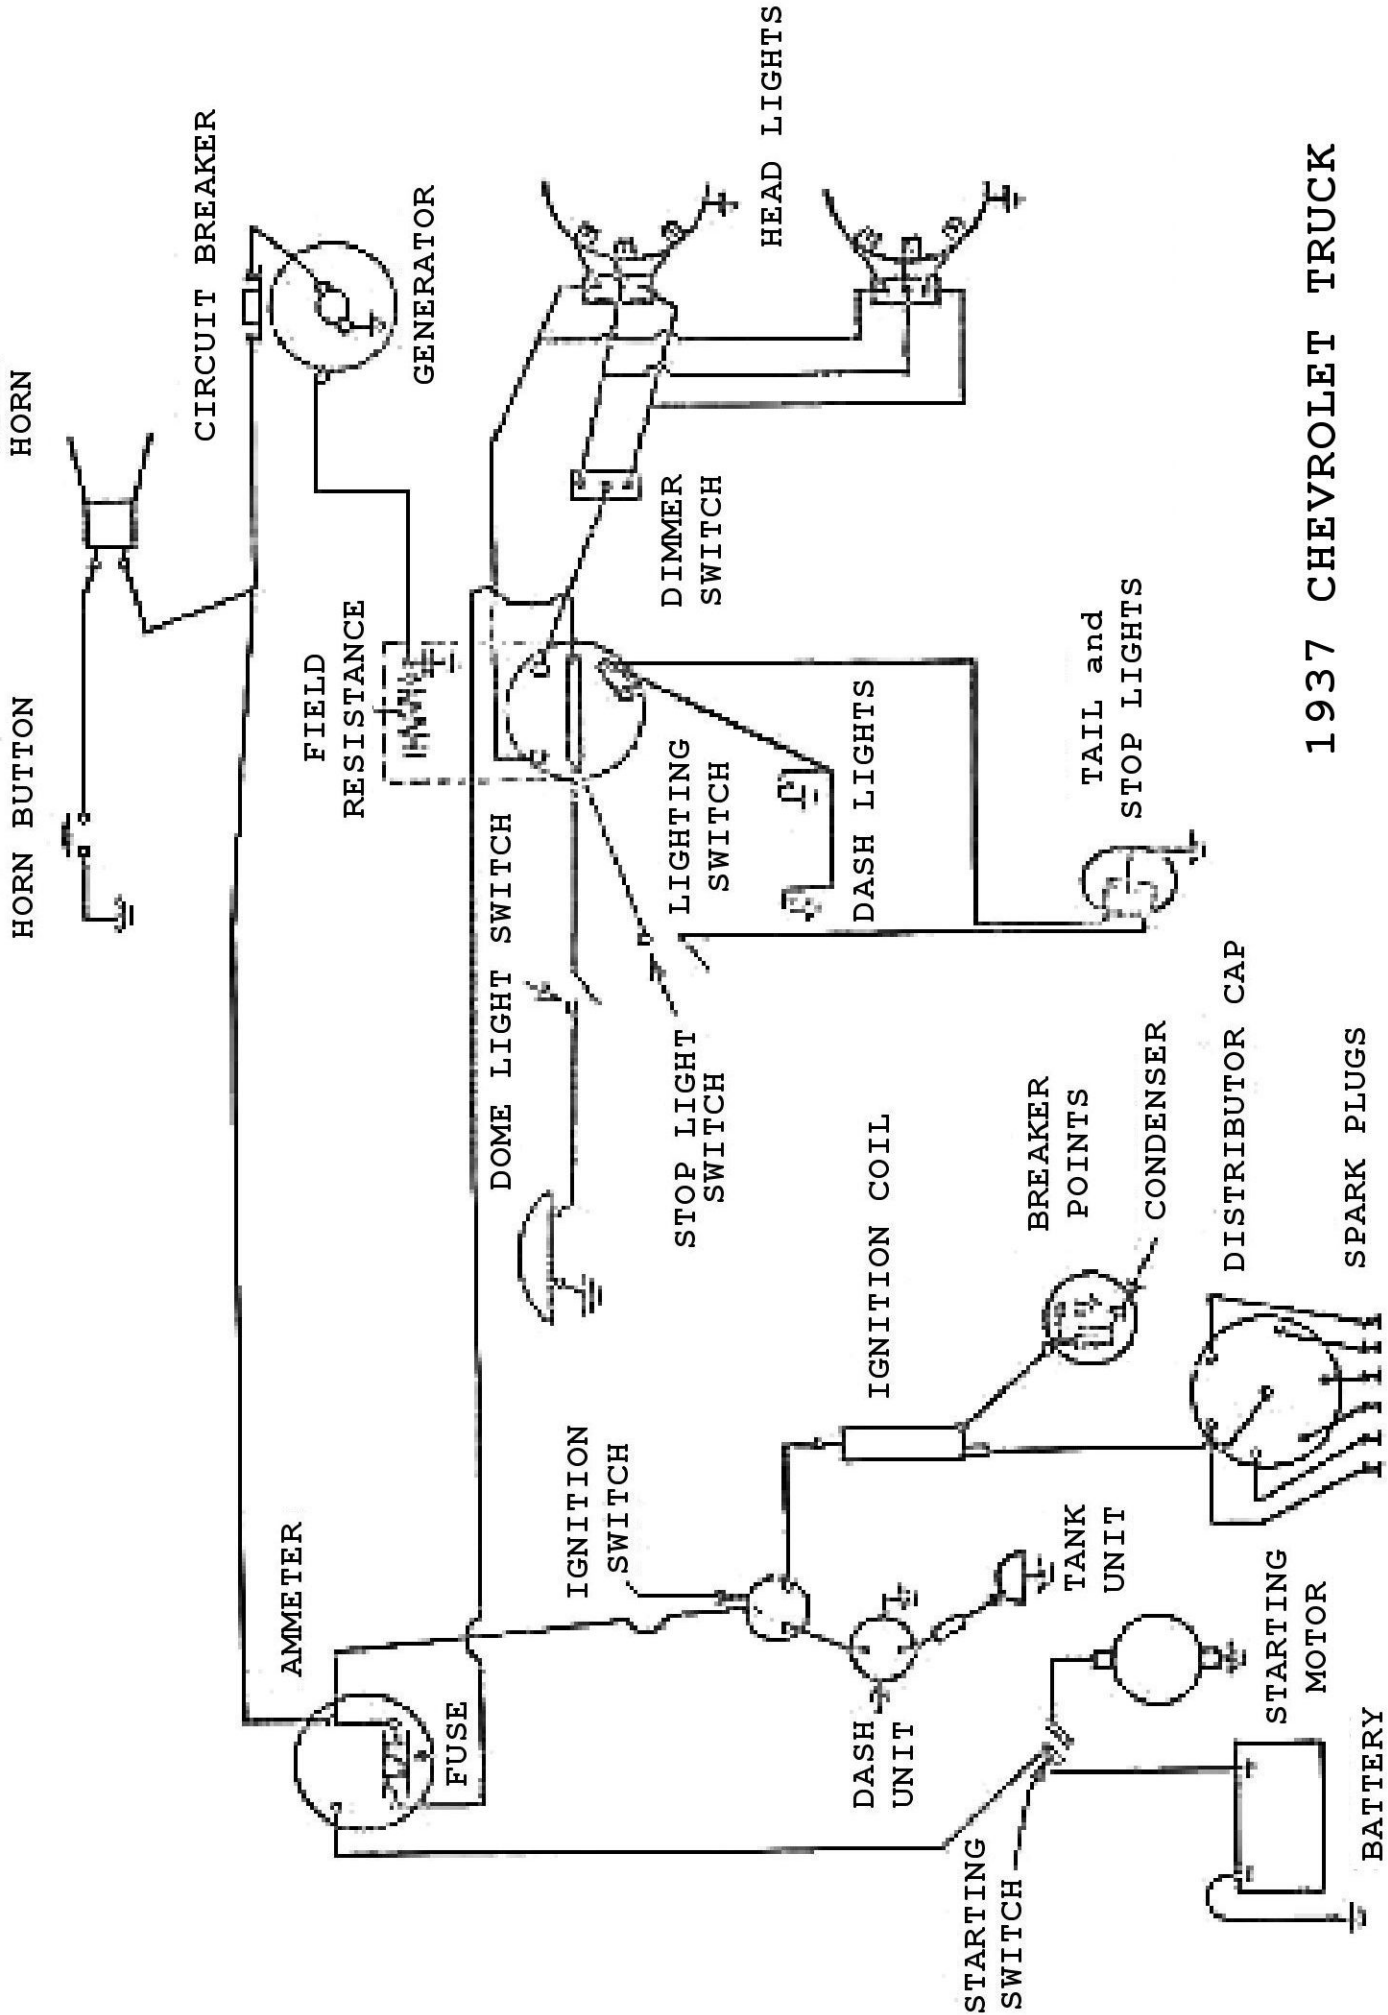 HORN BUTTON
HORN
CIRCUIT BREAKER
GENERATOR
FIELD
RESISTANCE
HEAD LIGHTS
AMMETER
FUSE
DOME LIGHT SWITCH
DIMMER
SWITCH
LIGHTING
SWITCH
STOP LIGHT
SWITCH
IGNITION
SWITCH
DASH LIGHTS
IGNITION COIL
DASH
UNIT
TANK
UNIT
BREAKER
POINTS
CONDENSER
TAIL and
STOP LIGHTS
STARTING
SWITCH
STARTING
MOTOR
DISTRIBUTOR CAP
BATTERY
SPARK PLUGS
1937 CHEVROLET TRUCK